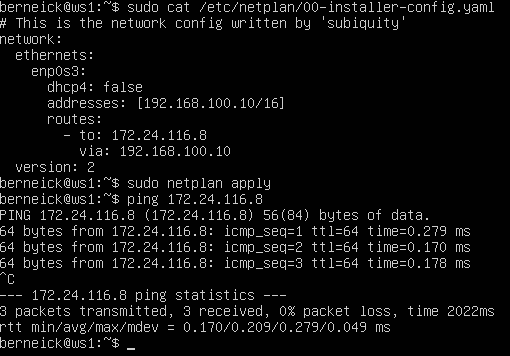 berneick@ws1:~$ sudo cat /etc/netplan/00-installer-config.yaml
# This is the network config written by 'subiquity'
network:
  ethernets:
    enp0s3:
      dhcp4: false
      addresses: [192.168.100.10/16]
      routes:
        - to: 172.24.116.8
          via: 192.168.100.10
  version: 2
berneick@ws1:~$ sudo netplan apply
berneick@ws1:~$ ping 172.24.116.8
PING 172.24.116.8 (172.24.116.8) 56(84) bytes of data.
64 bytes from 172.24.116.8: icmp_seq=1 ttl=64 time=0.279 ms
64 bytes from 172.24.116.8: icmp_seq=2 ttl=64 time=0.170 ms
64 bytes from 172.24.116.8: icmp_seq=3 ttl=64 time=0.178 ms
^C
--- 172.24.116.8 ping statistics ---
3 packets transmitted, 3 received, 0% packet loss, time 2022ms
rtt min/avg/max/mdev = 0.170/0.209/0.279/0.049 ms
berneick@ws1:~$ _